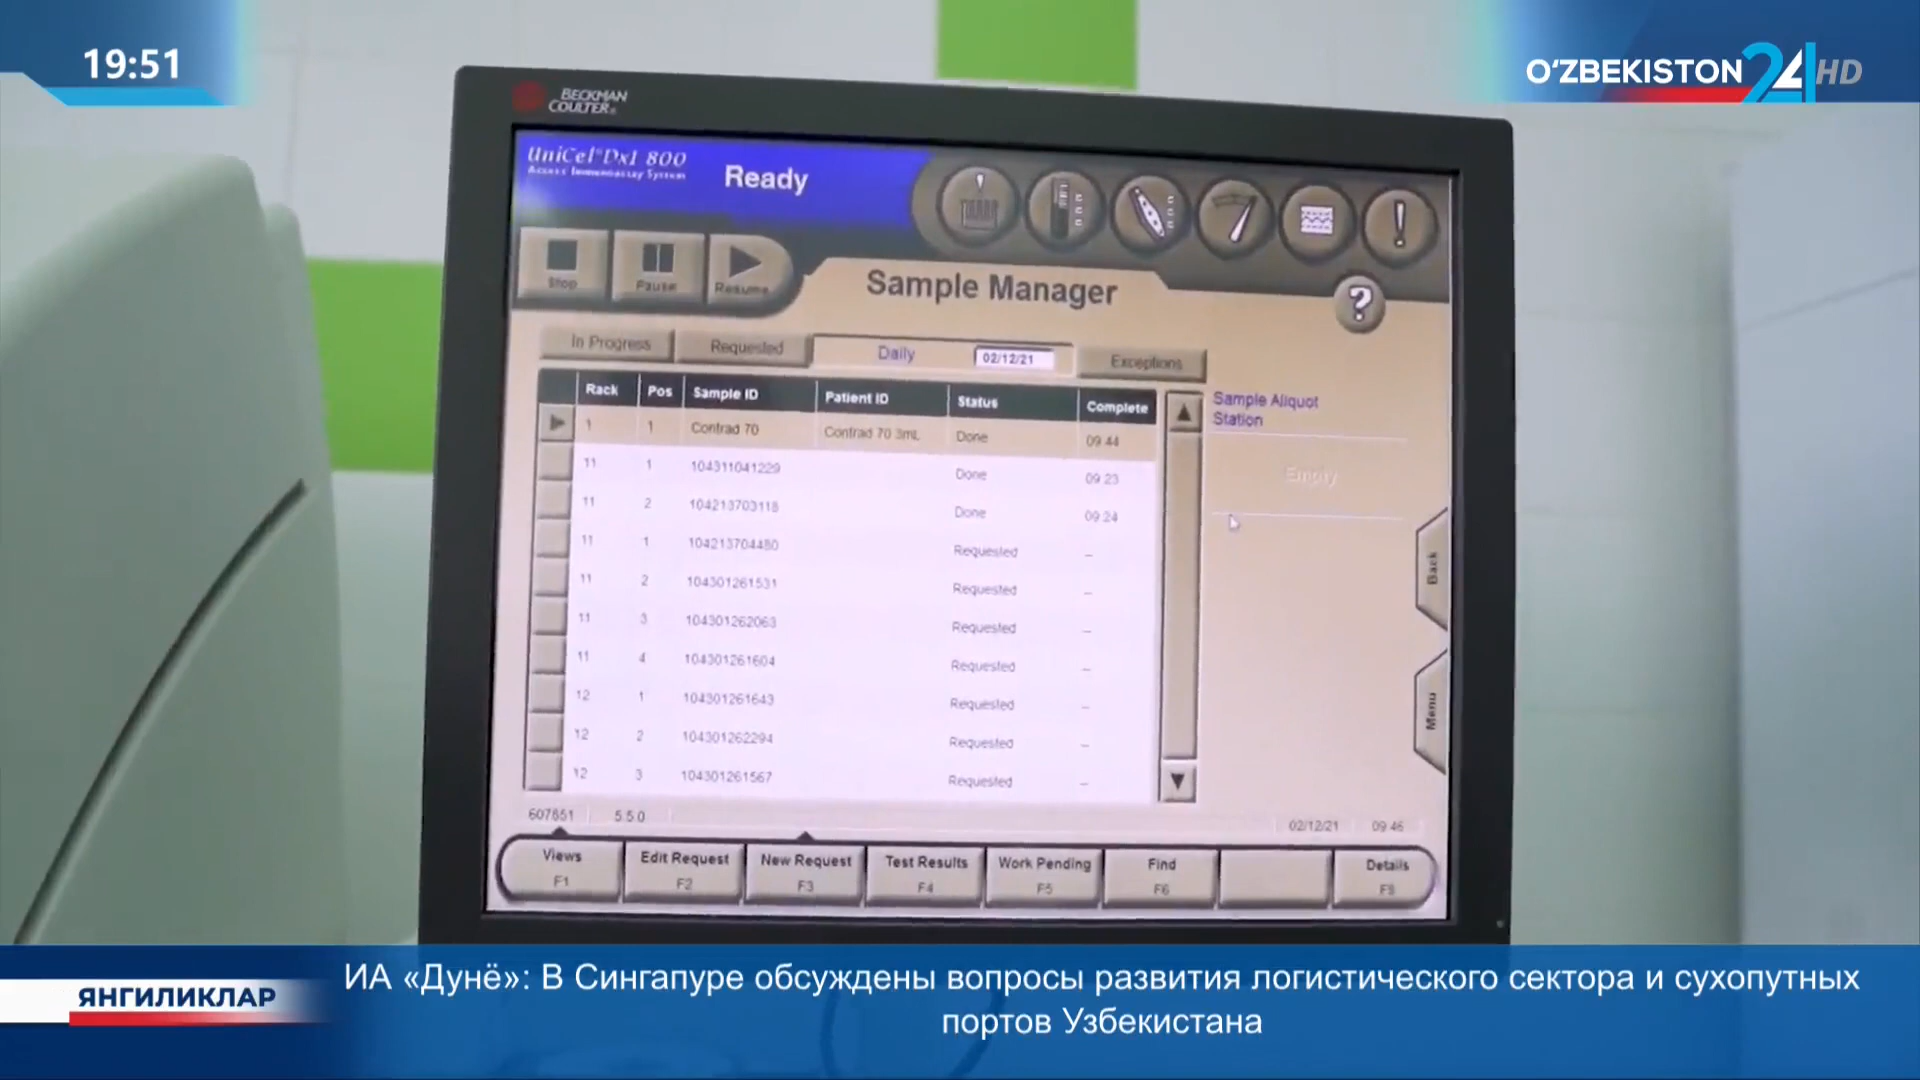 19:51
O‘ZBEKISTON 24 HD
BECKMAN
COULTER®
UniCel® DxI 800
Access Immunoassay System
Ready
Stop
Pause
Resume
Sample Manager
?
In Progress
Requested
Daily
02/12/21
Exceptions
Rack Pos Sample ID Patient ID Status Complete
1 1 Contrad 70 Contrad 70 3mL Done 09:44
11 1 104311041229 Done 09:23
11 2 104213703118 Done 09:24
11 1 104213704480 Requested --
11 2 104301261531 Requested --
11 3 104301262063 Requested --
11 4 104301261604 Requested --
12 1 104301261643 Requested --
12 2 104301262294 Requested --
12 3 104301261567 Requested --
Sample Aliquot
Station
Empty
Back
Menu
607851 5.5.0 02/12/21 09:46
Views
F1
Edit Request
F2
New Request
F3
Test Results
F4
Work Pending
F5
Find
F6
Details
F8
ЯНГИЛИКЛАР
ИА «Дунё»: В Сингапуре обсуждены вопросы развития логистического сектора и сухопутных
портов Узбекистана